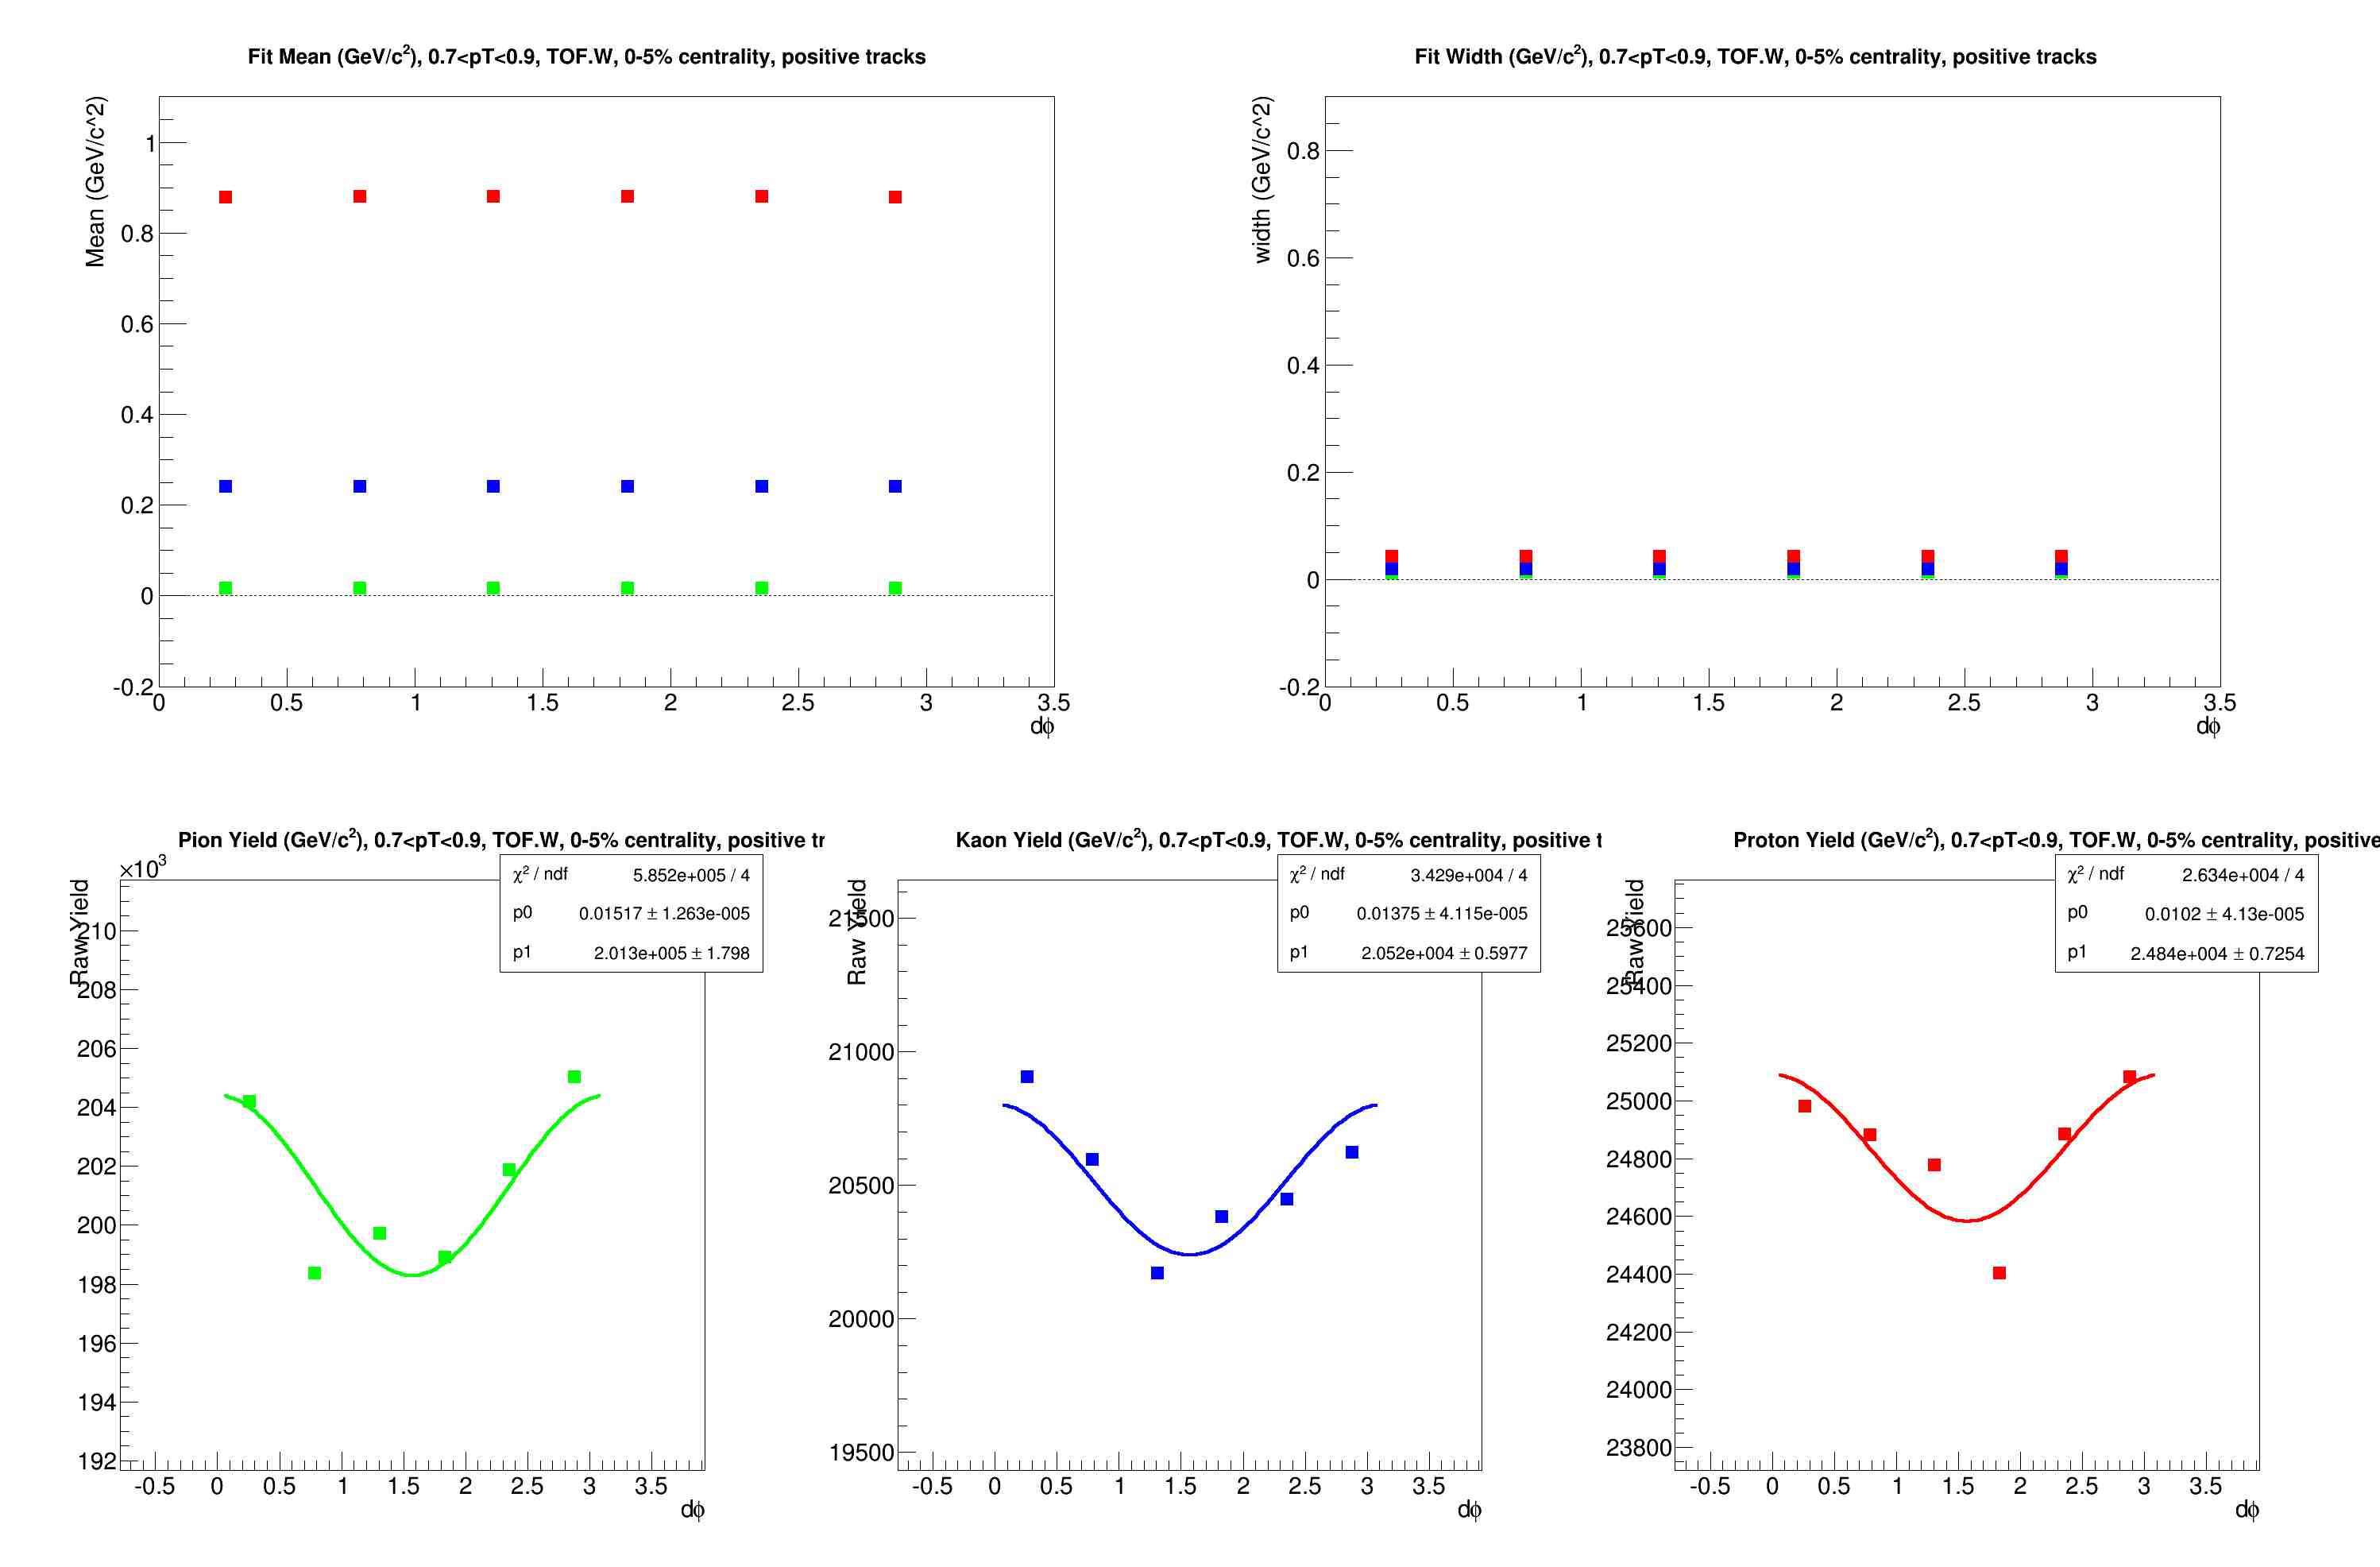 Fit Mean (GeV/c²), 0.7<pT<0.9, TOF.W, 0-5% centrality, positive tracks
Mean (GeV/c^2)
1
0.8
0.6
0.4
0.2
0
-0.2
0 0.5 1 1.5 2 2.5 3 3.5
dϕ
Fit Width (GeV/c²), 0.7<pT<0.9, TOF.W, 0-5% centrality, positive tracks
width (GeV/c^2)
0.8
0.6
0.4
0.2
0
-0.2
0 0.5 1 1.5 2 2.5 3 3.5
dϕ
Pion Yield (GeV/c²), 0.7<pT<0.9, TOF.W, 0-5% centrality, positive tr
×10³
Raw Yield
χ² / ndf 5.852e+005 / 4
p0 0.01517 ± 1.263e-005
p1 2.013e+005 ± 1.798
210
208
206
204
202
200
198
196
194
192
-0.5 0 0.5 1 1.5 2 2.5 3 3.5
dϕ
Kaon Yield (GeV/c²), 0.7<pT<0.9, TOF.W, 0-5% centrality, positive t
Raw Yield
χ² / ndf 3.429e+004 / 4
p0 0.01375 ± 4.115e-005
p1 2.052e+004 ± 0.5977
21500
21000
20500
20000
19500
-0.5 0 0.5 1 1.5 2 2.5 3 3.5
dϕ
Proton Yield (GeV/c²), 0.7<pT<0.9, TOF.W, 0-5% centrality, positive
Raw Yield
χ² / ndf 2.634e+004 / 4
p0 0.0102 ± 4.13e-005
p1 2.484e+004 ± 0.7254
25600
25400
25200
25000
24800
24600
24400
24200
24000
23800
-0.5 0 0.5 1 1.5 2 2.5 3 3.5
dϕ